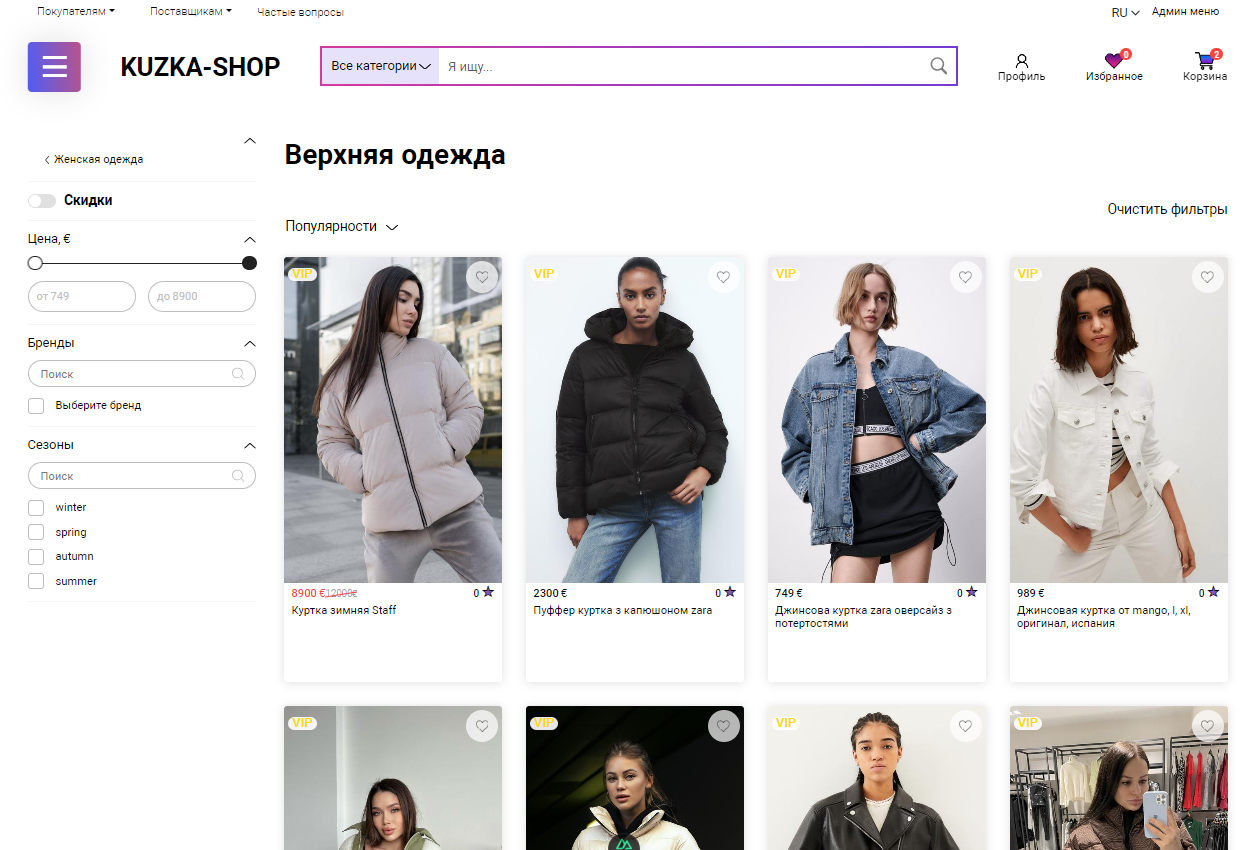 Покупателям
Поставщикам
Частые вопросы
RU
Админ меню
KUZKA-SHOP
Все категории
Я ищу...
Профиль
0
Избранное
2
Корзина
Женская одежда
Скидки
Цена, €
от 749
до 8900
Бренды
Поиск
Выберите бренд
Сезоны
Поиск
winter
spring
autumn
summer
Верхняя одежда
Очистить фильтры
Популярности
VIP
VIP
VIP
VIP
8900 € 12000€
0
Куртка зимняя Staff
2300 €
0
Пуффер куртка з капюшоном zara
749 €
0
Джинсова куртка zara оверсайз з
потертостями
989 €
0
Джинсовая куртка от mango, l, xl,
оригинал, испания
VIP
VIP
VIP
VIP